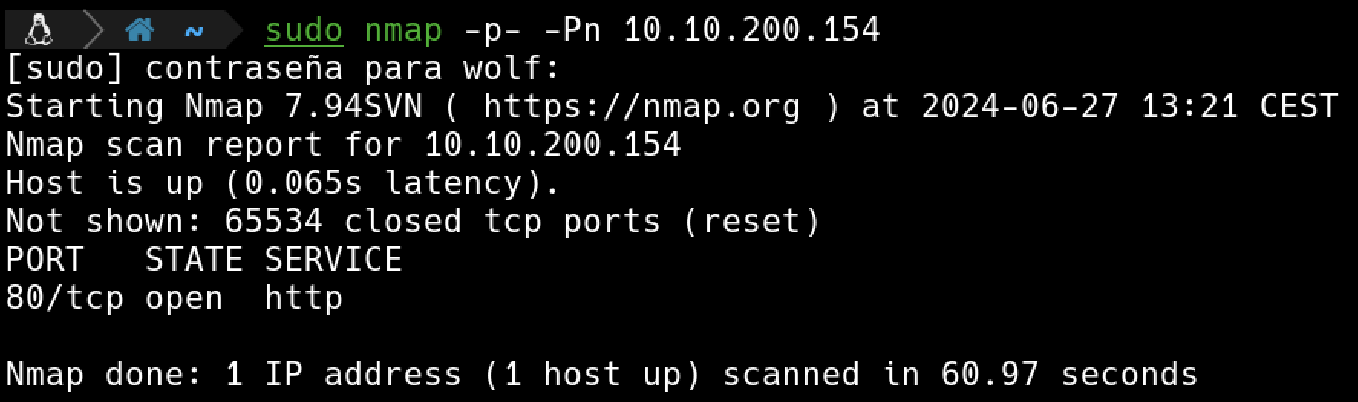 ~ sudo nmap -p- -Pn 10.10.200.154
[sudo] contraseña para wolf:
Starting Nmap 7.94SVN ( https://nmap.org ) at 2024-06-27 13:21 CEST
Nmap scan report for 10.10.200.154
Host is up (0.065s latency).
Not shown: 65534 closed tcp ports (reset)
PORT   STATE SERVICE
80/tcp open  http
Nmap done: 1 IP address (1 host up) scanned in 60.97 seconds